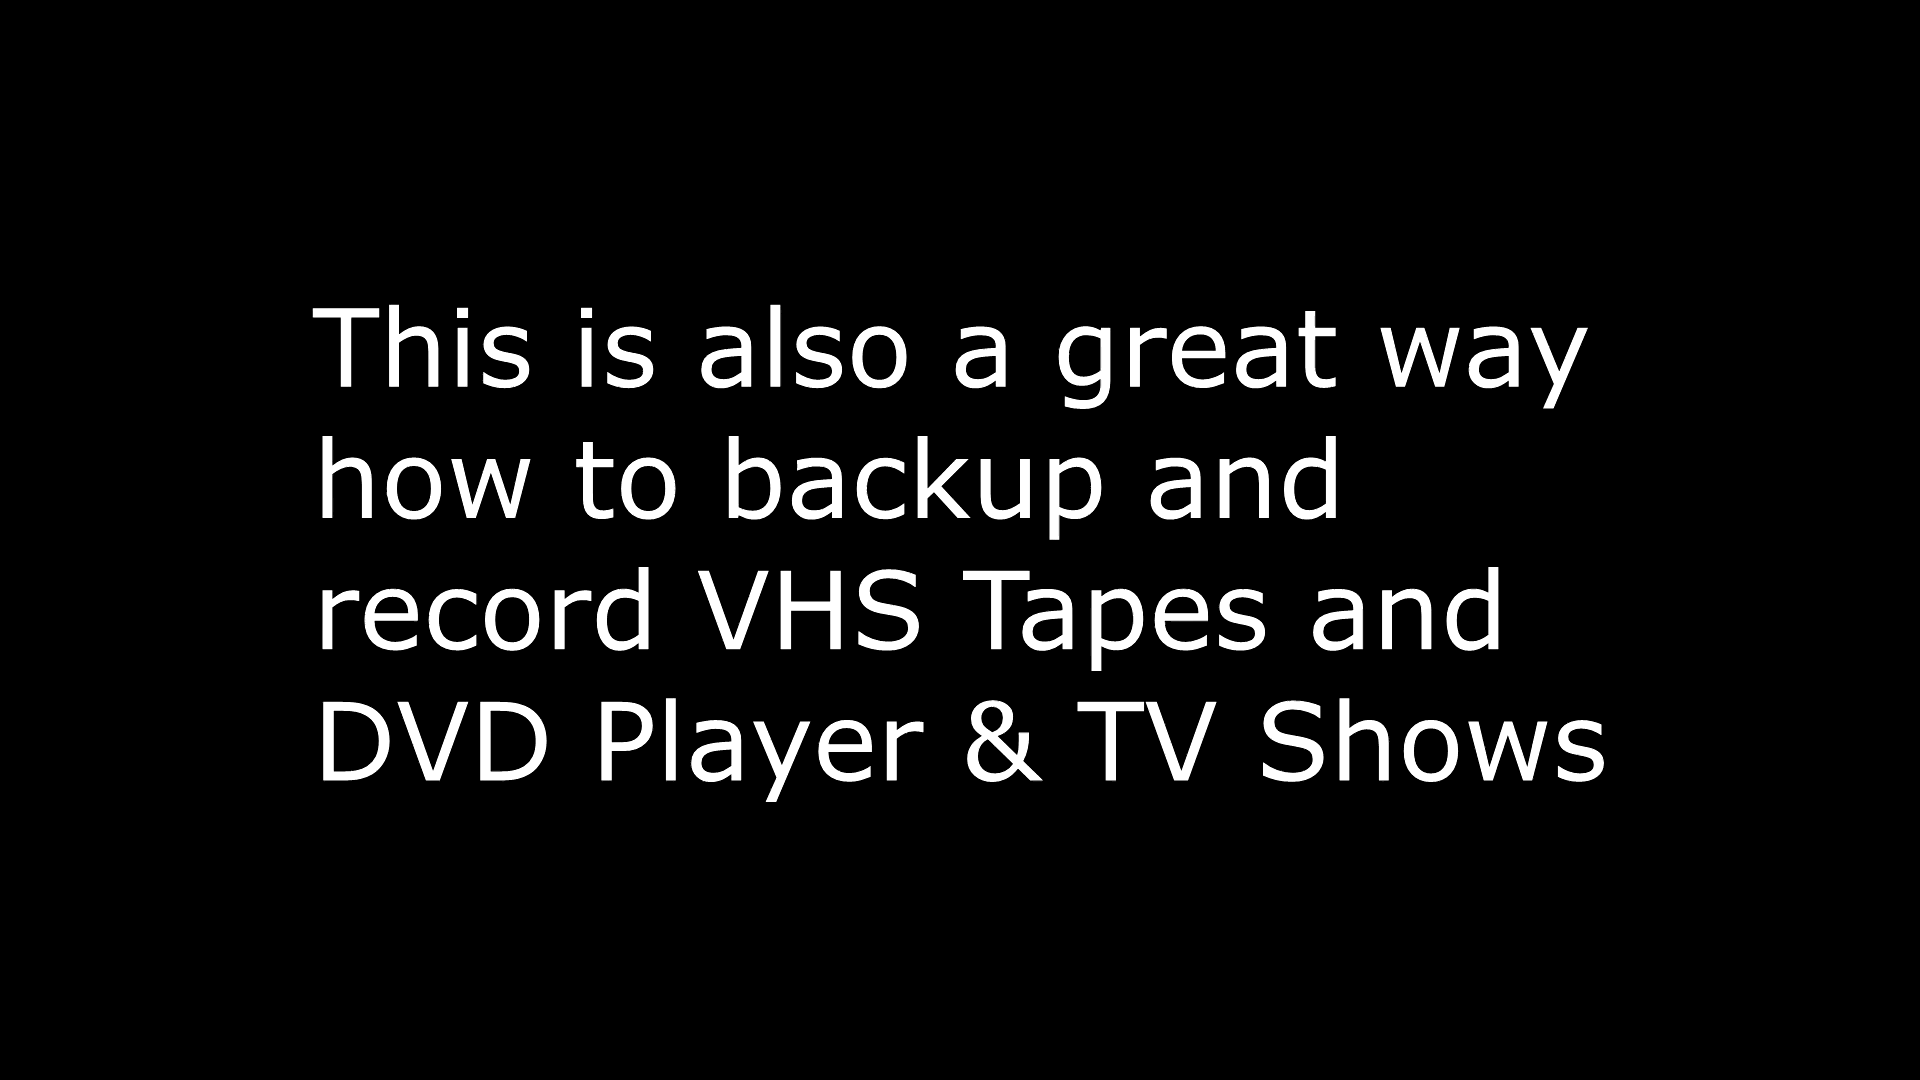 This is also a great way
how to backup and
record VHS Tapes and
DVD Player & TV Shows